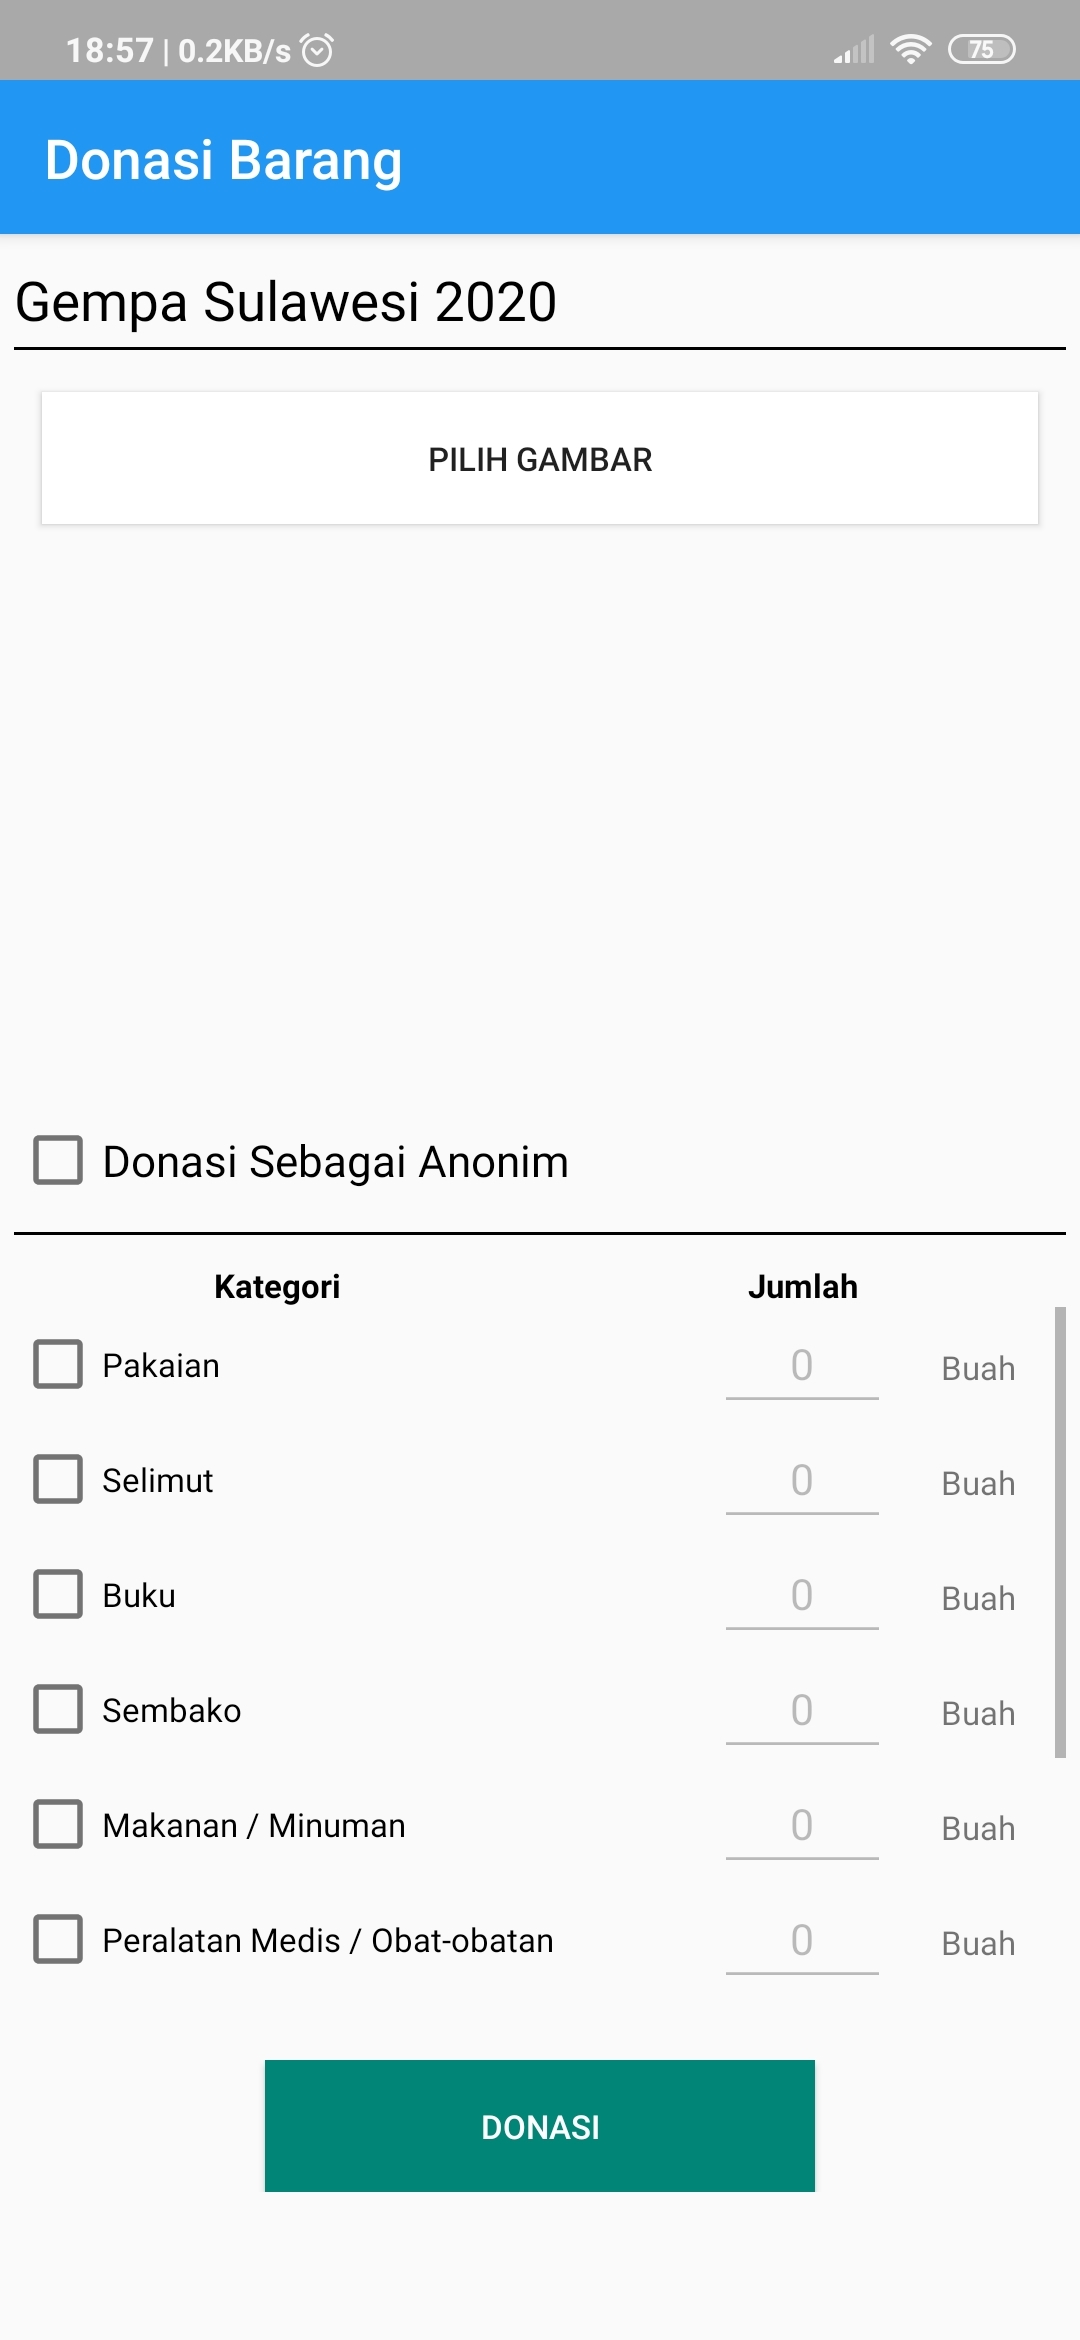 18:57 | 0.2KB/s 75
Donasi Barang
Gempa Sulawesi 2020
PILIH GAMBAR
Donasi Sebagai Anonim
Kategori Jumlah
Pakaian 0 Buah
Selimut 0 Buah
Buku 0 Buah
Sembako 0 Buah
Makanan / Minuman 0 Buah
Peralatan Medis / Obat-obatan 0 Buah
DONASI